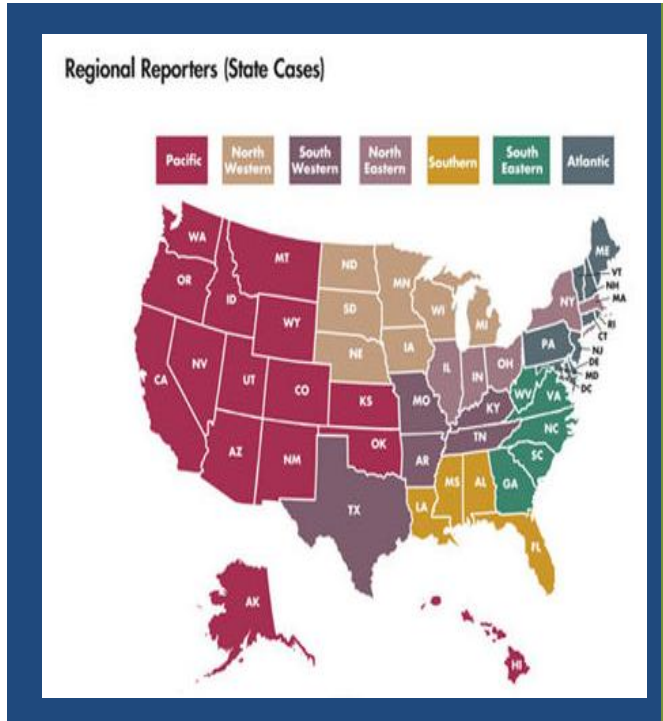 Regional Reporters (State Cases)
Pacific
North
Western
South
Western
North
Eastern
Southern
South
Eastern
Atlantic
WA
MT
ND
MN
ME
VT
NH
MA
OR
ID
SD
WI
MI
NY
RI
CT
WY
NE
IA
PA
NJ
DE
MD
DC
CA
NV
UT
CO
KS
MO
IL
IN
OH
WV
VA
KY
NC
AZ
NM
OK
AR
TN
SC
TX
LA
MS
AL
GA
FL
AK
HI